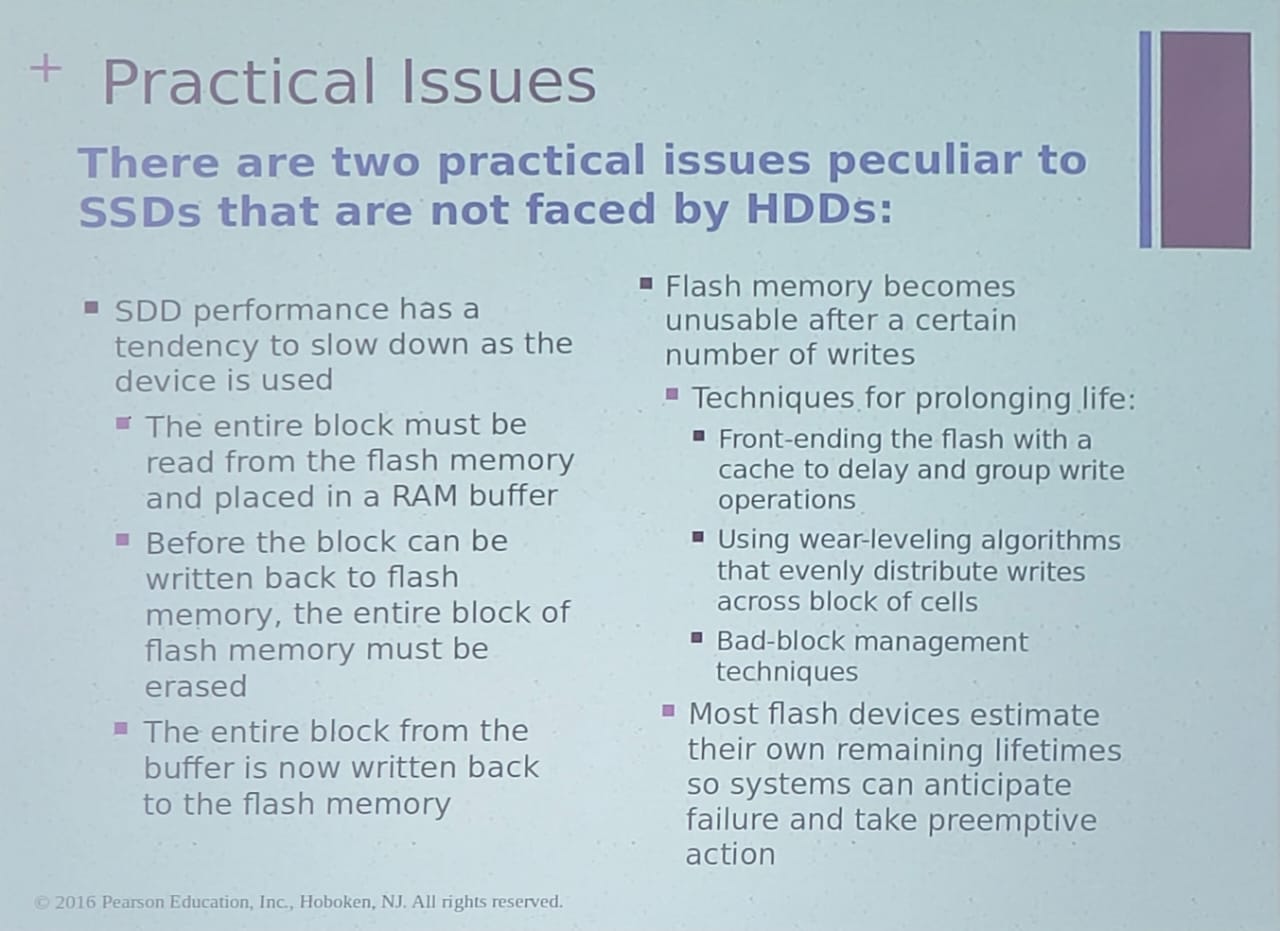 + Practical Issues
There are two practical issues peculiar to
SSDs that are not faced by HDDs:
SDD performance has a
tendency to slow down as the
device is used
The entire block must be
read from the flash memory
and placed in a RAM buffer
Before the block can be
written back to flash
memory, the entire block of
flash memory must be
erased
The entire block from the
buffer is now written back
to the flash memory
Flash memory becomes
unusable after a certain
number of writes
Techniques for prolonging life:
Front-ending the flash with a
cache to delay and group write
operations
Using wear-leveling algorithms
that evenly distribute writes
across block of cells
Bad-block management
techniques
Most flash devices estimate
their own remaining lifetimes
so systems can anticipate
failure and take preemptive
action
© 2016 Pearson Education, Inc., Hoboken, NJ. All rights reserved.